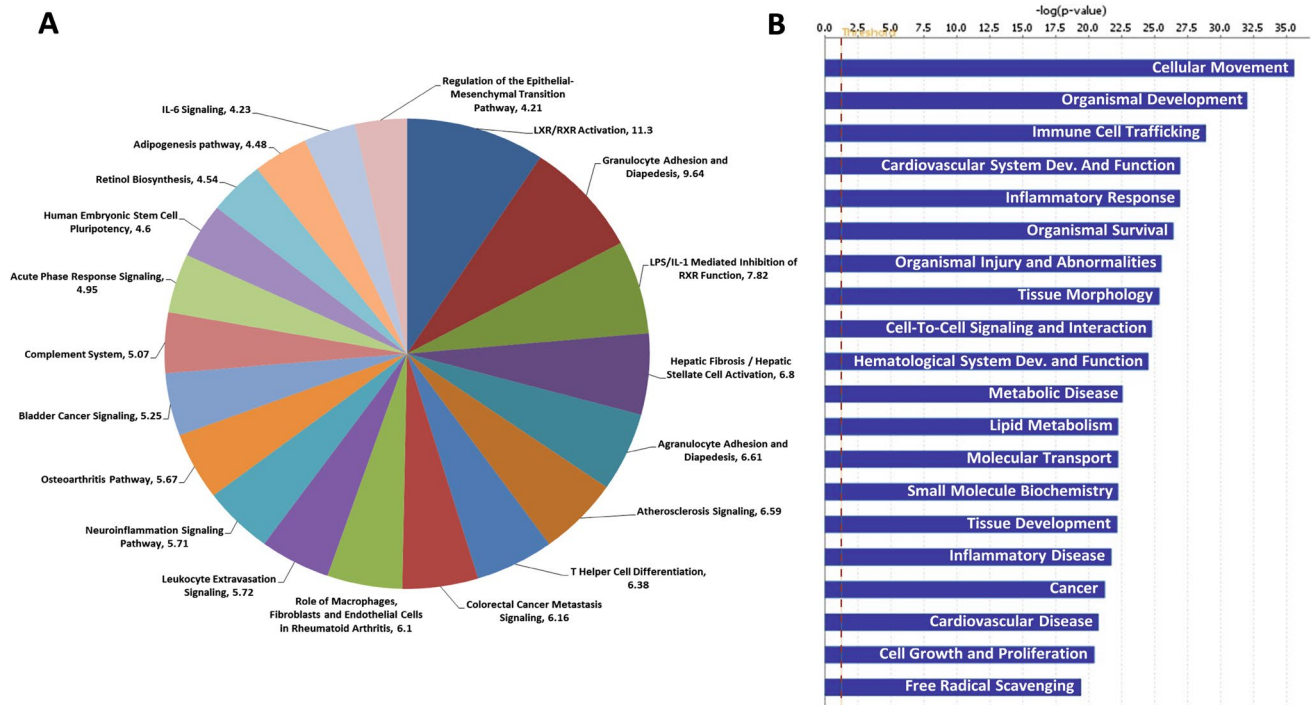 A
Regulation of the Epithelial-
Mesenchymal Transition
Pathway, 4.21
LXR/RXR Activation, 11.3
Granulocyte Adhesion and
Diapedesis, 9.64
LPS/IL-1 Mediated Inhibition of
RXR Function, 7.82
Hepatic Fibrosis / Hepatic
Stellate Cell Activation, 6.8
Agranulocyte Adhesion and
Diapedesis, 6.61
Atherosclerosis Signaling, 6.59
T Helper Cell Differentiation,
6.38
Colorectal Cancer Metastasis
Signaling, 6.16
Role of Macrophages,
Fibroblasts and Endothelial Cells
in Rheumatoid Arthritis, 6.1
Leukocyte Extravasation
Signaling, 5.72
Neuroinflammation Signaling
Pathway, 5.71
Osteoarthritis Pathway, 5.67
Bladder Cancer Signaling, 5.25
Complement System, 5.07
Acute Phase Response Signaling,
4.95
Human Embryonic Stem Cell
Pluripotency, 4.6
Retinol Biosynthesis, 4.54
Adipogenesis pathway, 4.48
IL-6 Signaling, 4.23
B
-log(p-value)
0.0 2.5 5.0 7.5 10.0 12.5 15.0 17.5 20.0 22.5 25.0 27.5 30.0 32.5 35.0
Threshold
Cellular Movement
Organismal Development
Immune Cell Trafficking
Cardiovascular System Dev. And Function
Inflammatory Response
Organismal Survival
Organismal Injury and Abnormalities
Tissue Morphology
Cell-To-Cell Signaling and Interaction
Hematological System Dev. and Function
Metabolic Disease
Lipid Metabolism
Molecular Transport
Small Molecule Biochemistry
Tissue Development
Inflammatory Disease
Cancer
Cardiovascular Disease
Cell Growth and Proliferation
Free Radical Scavenging